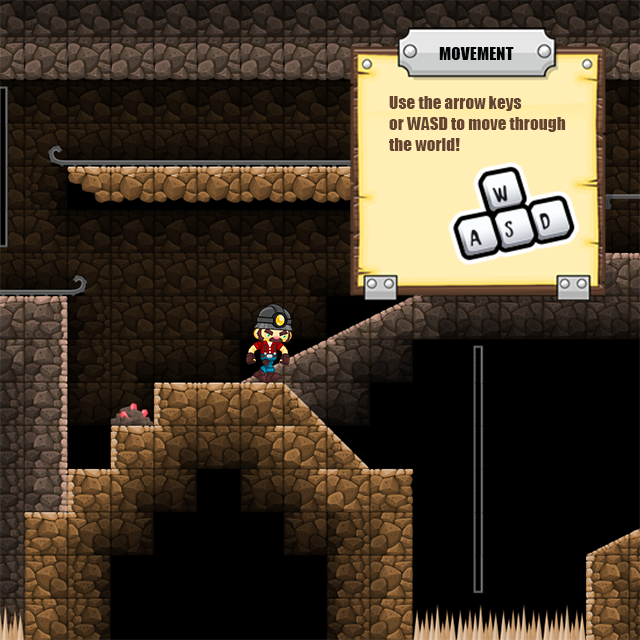 MOVEMENT
Use the arrow keys
or WASD to move through
the world!
W
A S D